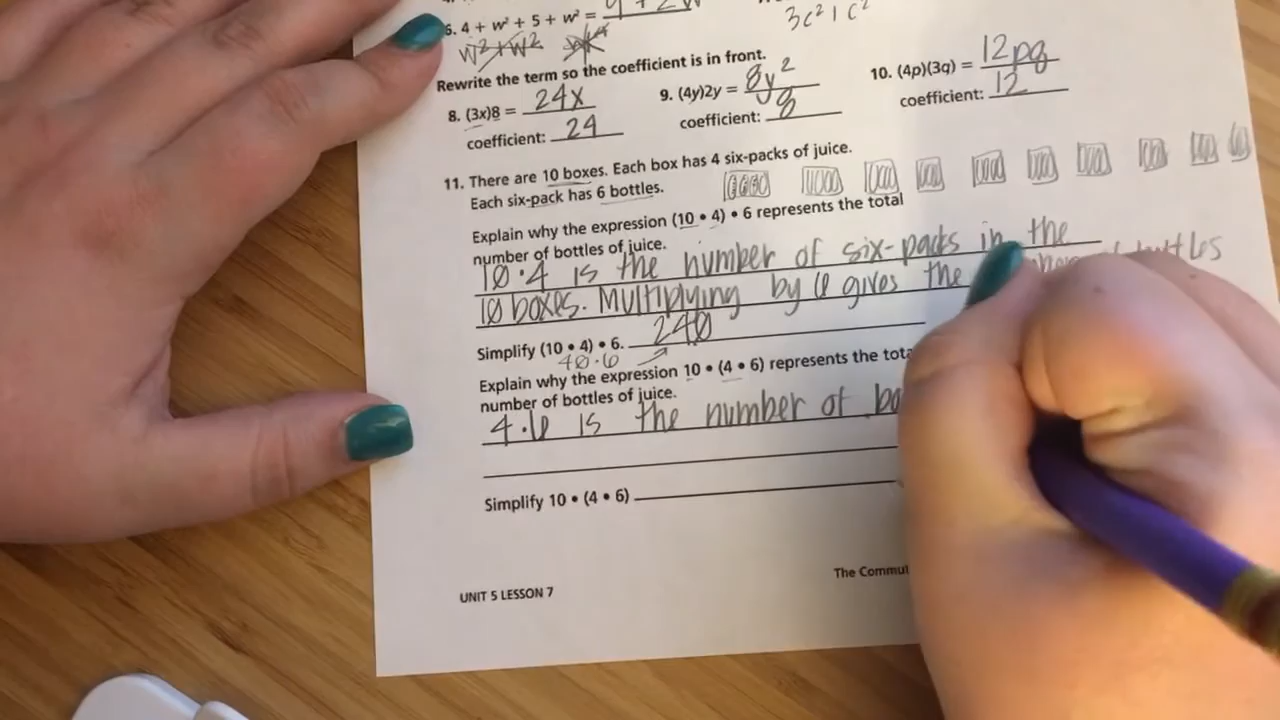 6. 4 + w² + 5 + w² = 9 + 2w
w²+w²
3c² 1 c²
Rewrite the term so the coefficient is in front.
8. (3x)8 = 24x
9. (4y)2y = 8y²
10. (4p)(3q) = 12pq
coefficient: 24
coefficient: 8
coefficient: 12
11. There are 10 boxes. Each box has 4 six-packs of juice.
Each six-pack has 6 bottles.
Explain why the expression (10 • 4) • 6 represents the total
number of bottles of juice.
10·4 is the number of six-packs in the
10 boxes. Multiplying by 6 gives the
Simplify (10 • 4) • 6. 240
40·6
Explain why the expression 10 • (4 • 6) represents the
number of bottles of juice.
4·6 is the number of
Simplify 10 • (4 • 6)
UNIT 5 LESSON 7
The